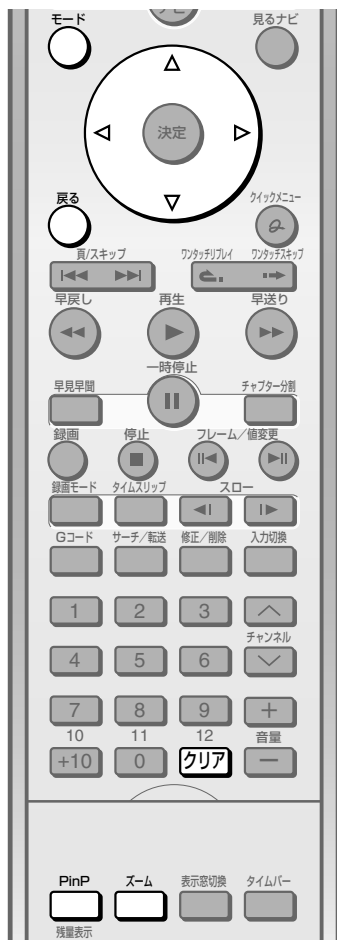 モード
ナビ
見るナビ
決定
戻る
クイックメニュー
頁/スキップ
ワンタッチリプレイ ワンタッチスキップ
早戻し 再生 早送り
一時停止
早見早聞
チャプター分割
録画 停止 フレーム/値変更
録画モード タイムスリップ スロー
Gコード サーチ/転送 修正/削除 入力切換
1 2 3
チャンネル
4 5 6
7 8 9 +
10 11 12 音量
+10 0 クリア −
PinP ズーム 表示窓切換 タイムバー
残量表示